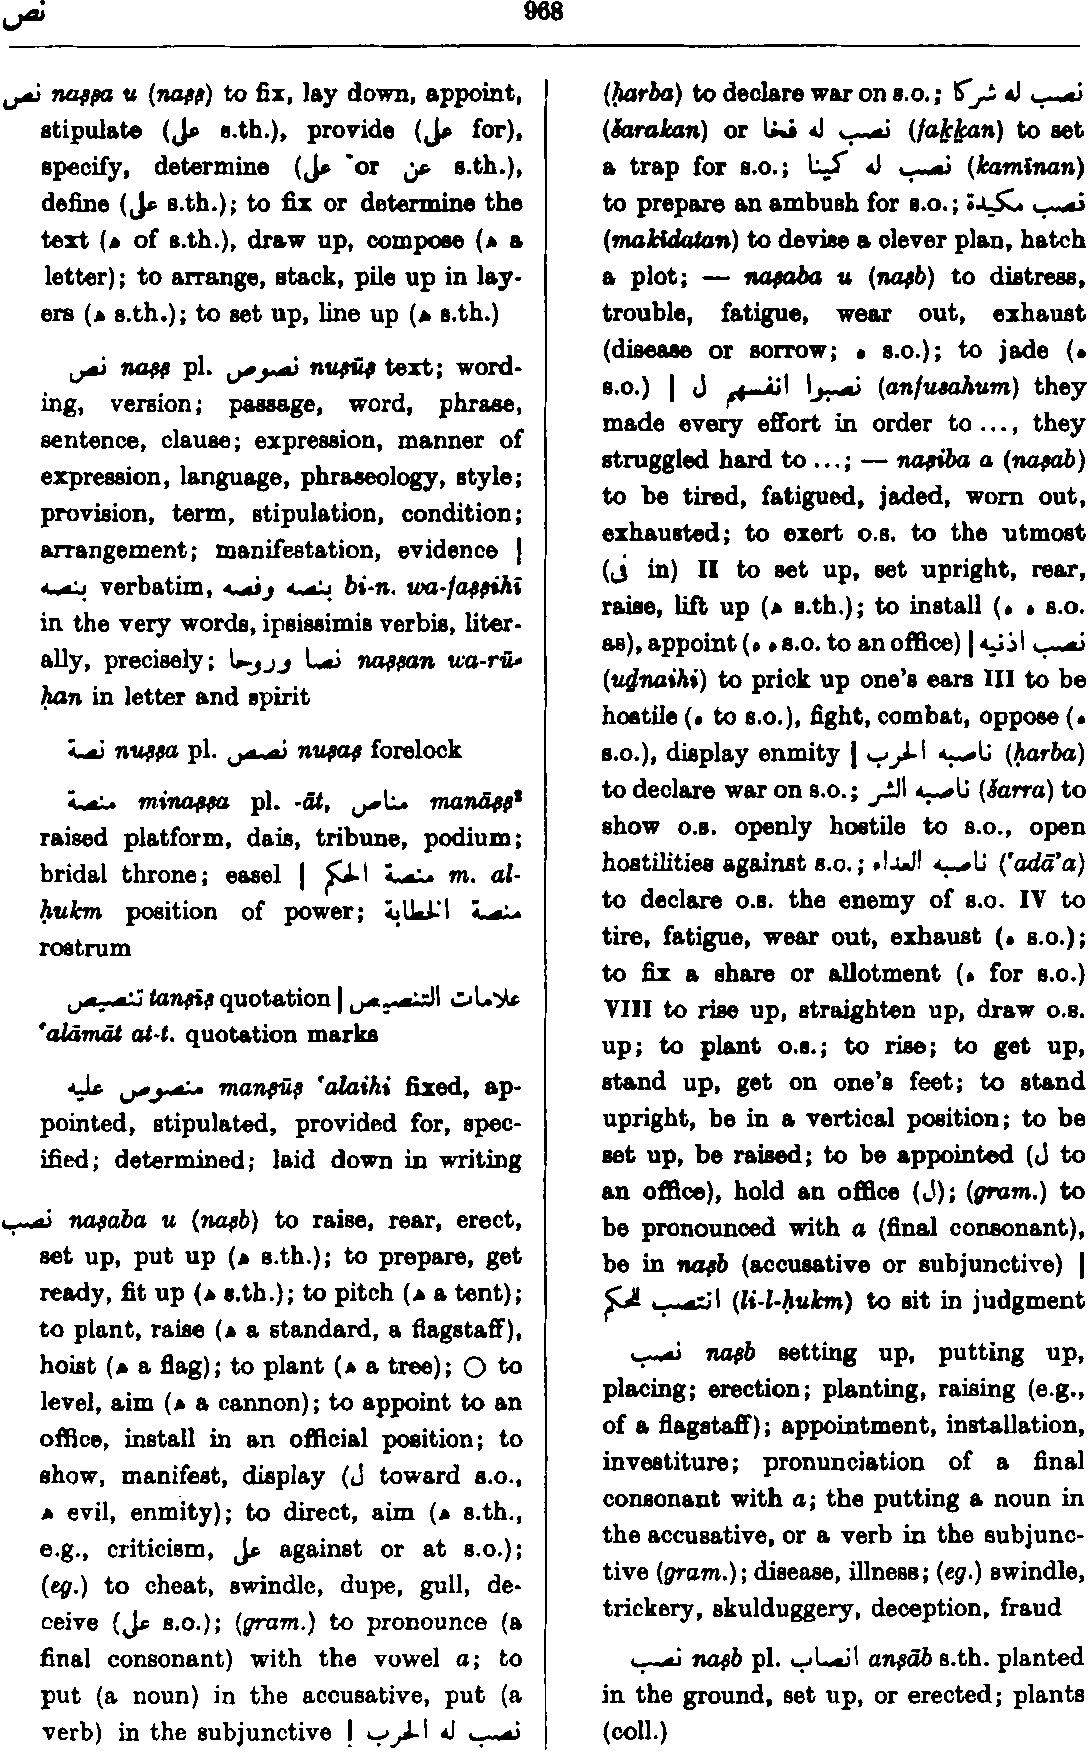 نص
968
نص naṣṣa u (naṣṣ) to fix, lay down, appoint,
stipulate (على s.th.), provide (على for),
specify, determine (على or عن s.th.),
define (على s.th.); to fix or determine the
text (ه of s.th.), draw up, compose (ه a
letter); to arrange, stack, pile up in lay-
ers (ه s.th.); to set up, line up (ه s.th.)
نص naṣṣ pl. نصوص nuṣūṣ text; word-
ing, version; passage, word, phrase,
sentence, clause; expression, manner of
expression, language, phraseology, style;
provision, term, stipulation, condition;
arrangement; manifestation, evidence |
بنصه verbatim, بنصه وفصه bi-n. wa-faṣṣihī
in the very words, ipsissimis verbis, liter-
ally, precisely; نصا وروحا naṣṣan wa-rū-
ḥan in letter and spirit
نصة nuṣṣa pl. نصص nuṣaṣ forelock
منصة minaṣṣa pl. -āt, مناص manāṣṣ²
raised platform, dais, tribune, podium;
bridal throne; easel | منصة الحكم m. al-
ḥukm position of power; منصة الخطابة
rostrum
تنصيص tanṣīṣ quotation | علامات التنصيص
‘alāmāt at-t. quotation marks
منصوص عليه manṣūṣ ‘alaihi fixed, ap-
pointed, stipulated, provided for, spec-
ified; determined; laid down in writing
نصب naṣaba u (naṣb) to raise, rear, erect,
set up, put up (ه s.th.); to prepare, get
ready, fit up (ه s.th.); to pitch (ه a tent);
to plant, raise (ه a standard, a flagstaff),
hoist (ه a flag); to plant (ه a tree); ○ to
level, aim (ه a cannon); to appoint to an
office, install in an official position; to
show, manifest, display (ل toward s.o.,
ه evil, enmity); to direct, aim (ه s.th.,
e.g., criticism, على against or at s.o.);
(eg.) to cheat, swindle, dupe, gull, de-
ceive (على s.o.); (gram.) to pronounce (a
final consonant) with the vowel a; to
put (a noun) in the accusative, put (a
verb) in the subjunctive | نصب له الحرب
(ḥarba) to declare war on s.o.; نصب له شركا
(šarakan) or نصب له فخا (fakkan) to set
a trap for s.o.; نصب له كمينا (kamīnan)
to prepare an ambush for s.o.; نصب مكيدة
(makīdatan) to devise a clever plan, hatch
a plot; — naṣaba u (naṣb) to distress,
trouble, fatigue, wear out, exhaust
(disease or sorrow; ه s.o.); to jade (ه
s.o.) | نصبوا انفسهم ل (anfusahum) they
made every effort in order to ..., they
struggled hard to ...; — naṣiba a (naṣab)
to be tired, fatigued, jaded, worn out,
exhausted; to exert o.s. to the utmost
(فى in) II to set up, set upright, rear,
raise, lift up (ه s.th.); to install (ه ه s.o.
as), appoint (ه ه s.o. to an office) | نصب اذنيه
(uḏnaihi) to prick up one's ears III to be
hostile (ه to s.o.), fight, combat, oppose (ه
s.o.), display enmity | ناصبه الحرب (ḥarba)
to declare war on s.o.; ناصبه الشر (šarra) to
show o.s. openly hostile to s.o., open
hostilities against s.o.; ناصبه العداء (‘adā’a)
to declare o.s. the enemy of s.o. IV to
tire, fatigue, wear out, exhaust (ه s.o.);
to fix a share or allotment (ه for s.o.)
VIII to rise up, straighten up, draw o.s.
up; to plant o.s.; to rise; to get up,
stand up, get on one's feet; to stand
upright, be in a vertical position; to be
set up, be raised; to be appointed (ل to
an office), hold an office (ل); (gram.) to
be pronounced with a (final consonant),
be in naṣb (accusative or subjunctive) |
انتصب للحكم (li-l-ḥukm) to sit in judgment
نصب naṣb setting up, putting up,
placing; erection; planting, raising (e.g.,
of a flagstaff); appointment, installation,
investiture; pronunciation of a final
consonant with a; the putting a noun in
the accusative, or a verb in the subjunc-
tive (gram.); disease, illness; (eg.) swindle,
trickery, skulduggery, deception, fraud
نصب naṣb pl. انصاب anṣāb s.th. planted
in the ground, set up, or erected; plants
(coll.)